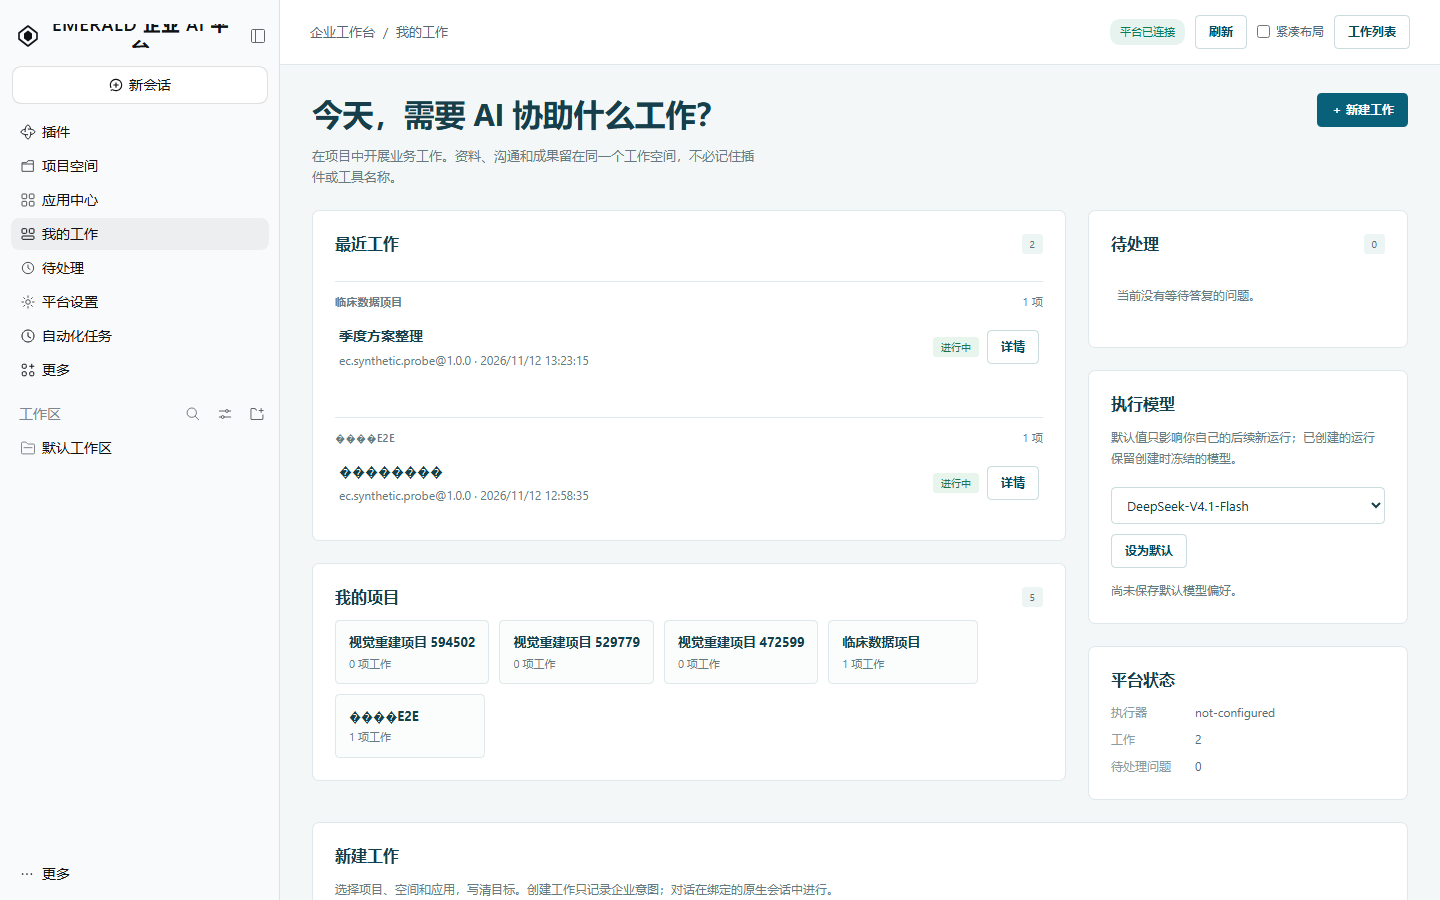 EMERALD 企业 AI 平台
新会话
插件
项目空间
应用中心
我的工作
待处理
平台设置
自动化任务
更多
工作区
默认工作区
更多
企业工作台 / 我的工作
平台已连接
刷新
紧凑布局
工作列表
今天，需要 AI 协助什么工作？
+ 新建工作
在项目中开展业务工作。资料、沟通和成果留在同一个工作空间，不必记住插
件或工具名称。
最近工作
2
临床数据项目
1 项
季度方案整理
ec.synthetic.probe@1.0.0 · 2026/11/12 13:23:15
进行中
详情
����E2E
1 项
��������
ec.synthetic.probe@1.0.0 · 2026/11/12 12:58:35
进行中
详情
我的项目
5
视觉重建项目 594502
0 项工作
视觉重建项目 529779
0 项工作
视觉重建项目 472599
0 项工作
临床数据项目
1 项工作
����E2E
1 项工作
待处理
0
当前没有等待答复的问题。
执行模型
默认值只影响你自己的后续新运行；已创建的运行
保留创建时冻结的模型。
DeepSeek-V4.1-Flash
设为默认
尚未保存默认模型偏好。
平台状态
执行器 not-configured
工作 2
待处理问题 0
新建工作
选择项目、空间和应用，写清目标。创建工作只记录企业意图；对话在绑定的原生会话中进行。